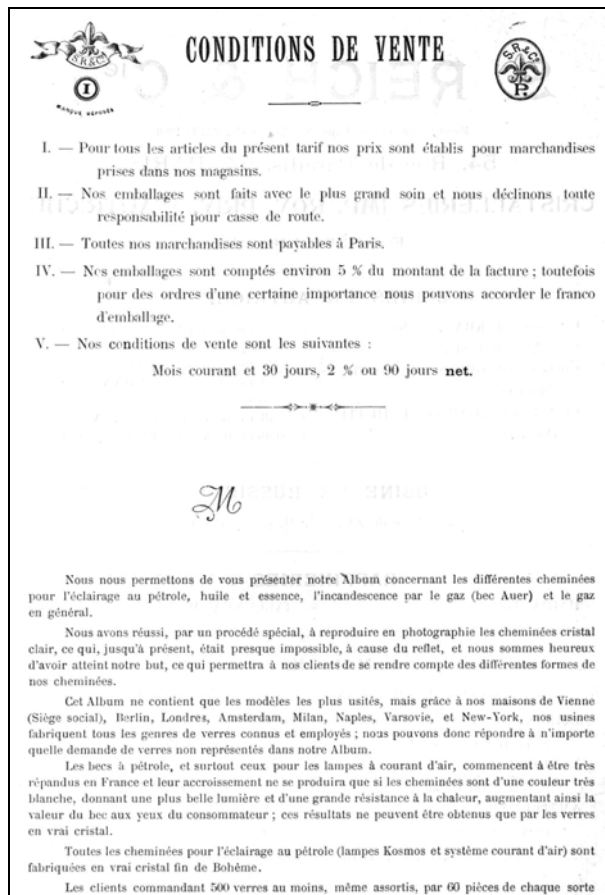 S.R.&Cº
CONDITIONS DE VENTE
S.R.&Cº
P.
I
MARQUE DÉPOSÉE
I. — Pour tous les articles du présent tarif nos prix sont établis pour marchandises
prises dans nos magasins.
II. — Nos emballages sont faits avec le plus grand soin et nous déclinons toute
responsabilité pour casse de route.
III. — Toutes nos marchandises sont payables à Paris.
IV. — Nos emballages sont comptés environ 5 % du montant de la facture ; toutefois
pour des ordres d'une certaine importance nous pouvons accorder le franco
d'emballage.
V. — Nos conditions de vente sont les suivantes :
Mois courant et 30 jours, 2 % ou 90 jours net.
M
Nous nous permettons de vous présenter notre Album concernant les différentes cheminées
pour l'éclairage au pétrole, huile et essence, l'incandescence par le gaz (bec Auer) et le gaz
en général.
Nous avons réussi, par un procédé spécial, à reproduire en photographie les cheminées cristal
clair, ce qui, jusqu'à présent, était presque impossible, à cause du reflet, et nous sommes heureux
d'avoir atteint notre but, ce qui permettra à nos clients de se rendre compte des différentes formes de
nos cheminées.
Cet Album ne contient que les modèles les plus usités, mais grâce à nos maisons de Vienne
(Siège social), Berlin, Londres, Amsterdam, Milan, Naples, Varsovie, et New-York, nos usines
fabriquent tous les genres de verres connus et employés ; nous pouvons donc répondre à n'importe
quelle demande de verres non représentés dans notre Album.
Les becs à pétrole, et surtout ceux pour les lampes à courant d'air, commencent à être très
répandus en France et leur accroissement ne se produira que si les cheminées sont d'une couleur très
blanche, donnant une plus belle lumière et d'une grande résistance à la chaleur, augmentant ainsi la
valeur du bec aux yeux du consommateur ; ces résultats ne peuvent être obtenus que par les verres
en vrai cristal.
Toutes les cheminées pour l'éclairage au pétrole (lampes Kosmos et système courant d'air) sont
fabriquées en vrai cristal fin de Bohême.
Les clients commandant 500 verres au moins, même assortis, par 60 pièces de chaque sorte